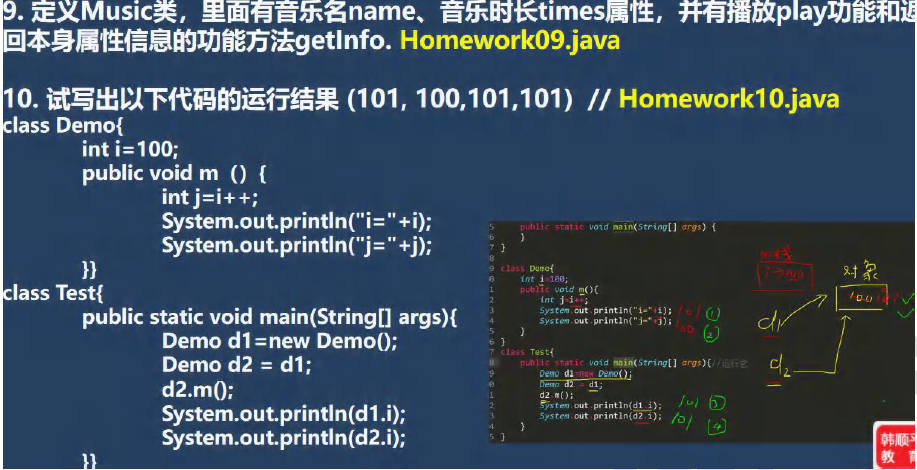 9. 定义Music类，里面有音乐名name、音乐时长times属性，并有播放play功能和返
回本身属性信息的功能方法getInfo. Homework09.java
10. 试写出以下代码的运行结果 (101, 100,101,101)  // Homework10.java
class Demo{
int i=100;
public void m () {
int j=i++;
System.out.println("i="+i);
System.out.println("j="+j);
}}
class Test{
public static void main(String[] args){
Demo d1=new Demo();
Demo d2 = d1;
d2.m();
System.out.println(d1.i);
System.out.println(d2.i);
}}
5 public static void main(String[] args) {
6 }
7 }
8
9 class Demo{
0 int i=100;
1 public void m(){
2 int j=i++;
3 System.out.println("i="+i); 101 ①
4 System.out.println("j="+j); 100 ②
5 }
6 }
7 class Test{
8 public static void main(String[] args){//运行它
9 Demo d1=new Demo();
0 Demo d2 = d1;
1 d2.m();
2 System.out.println(d1.i); 101 ③
3 System.out.println(d2.i); 101 ④
4 }
5 }
对象
d1
d2
韩顺平
教育